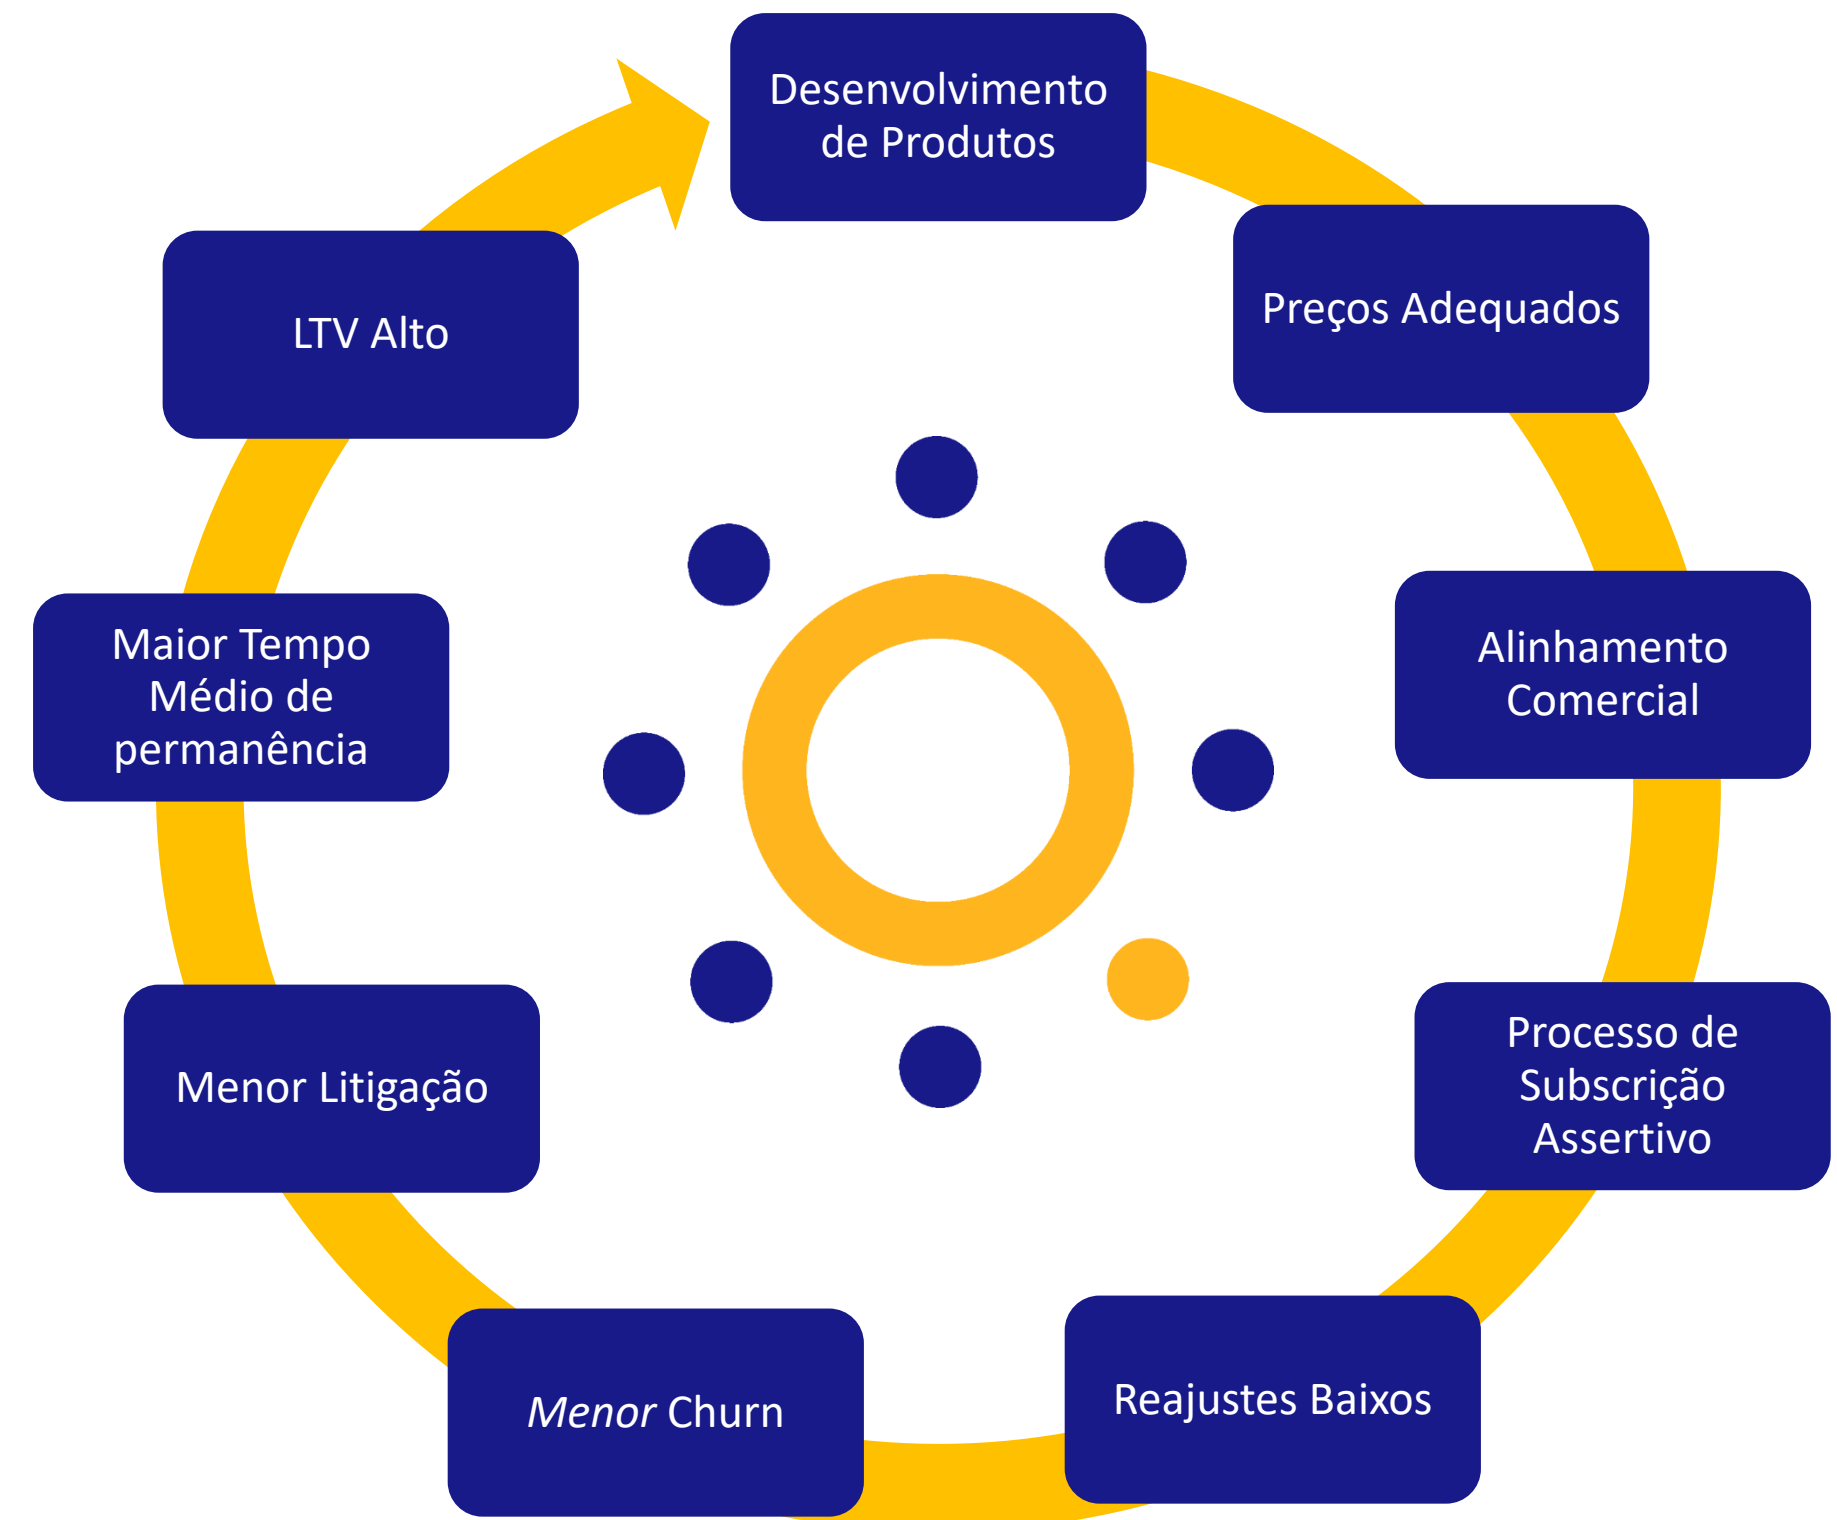 Desenvolvimento
de Produtos
Preços Adequados
Alinhamento
Comercial
Processo de
Subscrição
Assertivo
Reajustes Baixos
Menor Churn
Menor Litigação
Maior Tempo
Médio de
permanência
LTV Alto